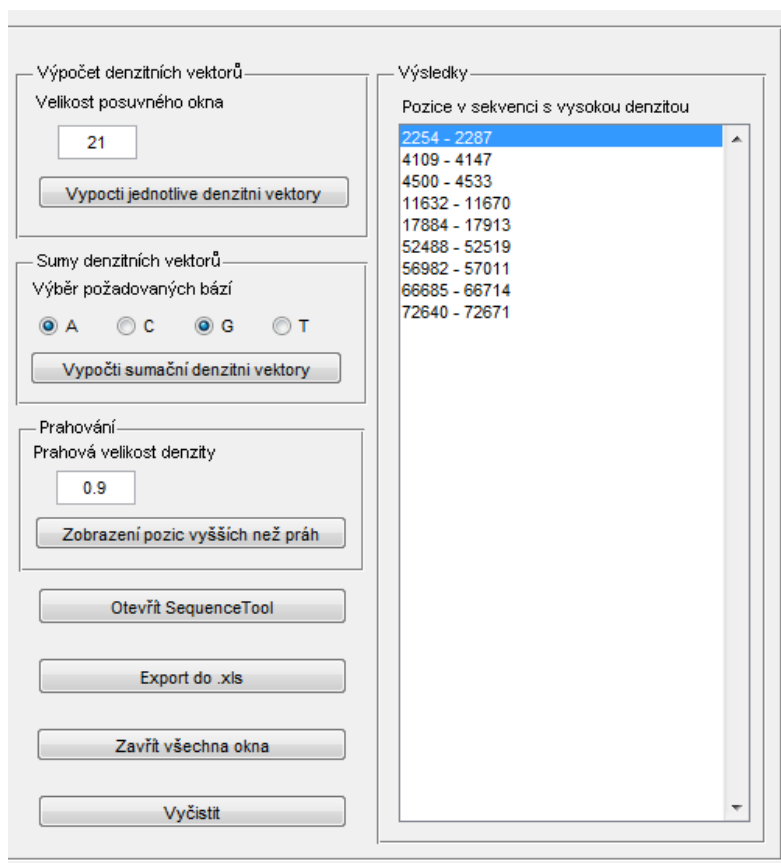 Výpočet denzitních vektorů
Velikost posuvného okna
21
Vypocti jednotlive denzitni vektory
Sumy denzitních vektorů
Výběr požadovaných bází
A C G T
Vypočti sumační denzitni vektory
Prahování
Prahová velikost denzity
0.9
Zobrazení pozic vyšších než práh
Otevřít SequenceTool
Export do .xls
Zavřít všechna okna
Vyčistit
Výsledky
Pozice v sekvenci s vysokou denzitou
2254 - 2287
4109 - 4147
4500 - 4533
11632 - 11670
17884 - 17913
52488 - 52519
56982 - 57011
66685 - 66714
72640 - 72671